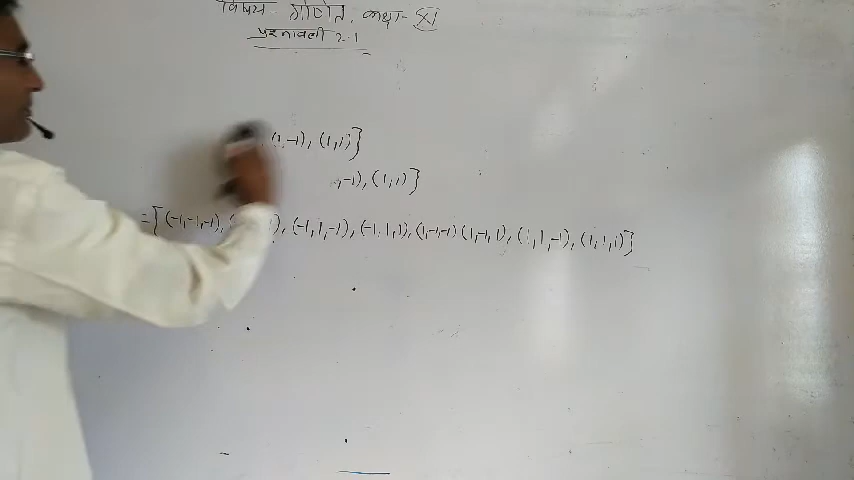 विषय - गणित, कक्षा - XI
प्रश्नावली 2.1
(1,-1), (1,1)}
,-1), (1,1)}
={(-1,-1,-1), (-1,1,-1), (-1,1,1), (1,-1,-1) (1,-1,1), (1,1,-1), (1,1,1)}